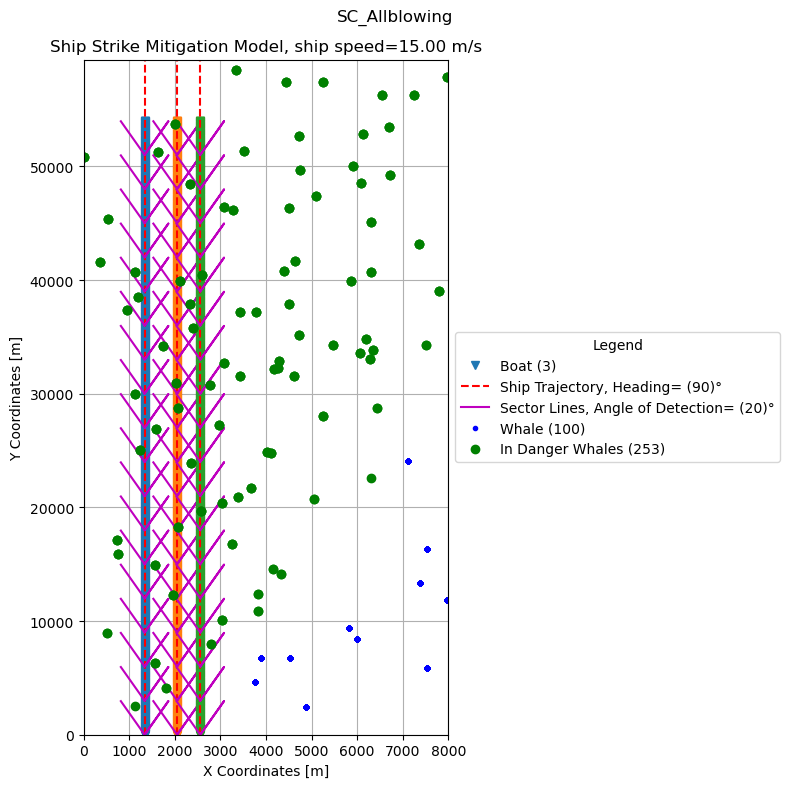 SC_Allblowing
Ship Strike Mitigation Model, ship speed=15.00 m/s
50000
40000
30000
20000
10000
0
Y Coordinates [m]
0 1000 2000 3000 4000 5000 6000 7000 8000
X Coordinates [m]
Legend
Boat (3)
Ship Trajectory, Heading= (90)°
Sector Lines, Angle of Detection= (20)°
Whale (100)
In Danger Whales (253)